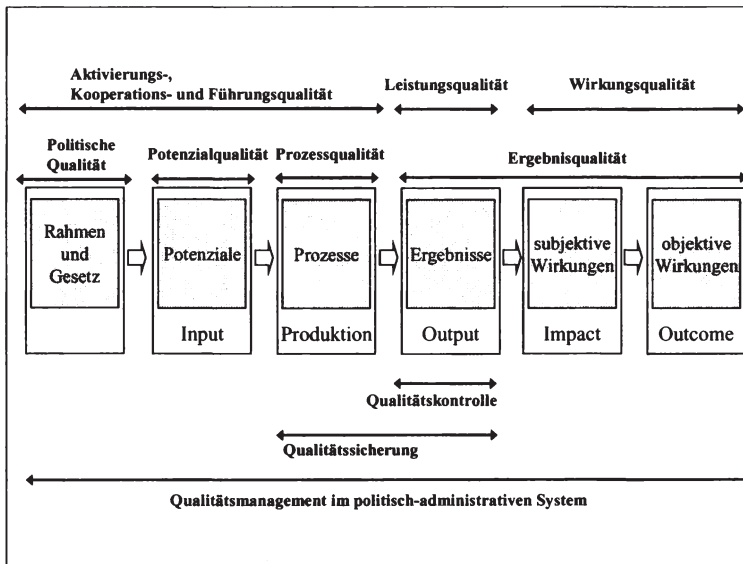 Aktivierungs-,
Kooperations- und Führungsqualität
Leistungsqualität
Wirkungsqualität
Politische
Qualität
Potenzialqualität
Prozessqualität
Ergebnisqualität
Rahmen
und
Gesetz
Potenziale
Prozesse
Ergebnisse
subjektive
Wirkungen
objektive
Wirkungen
Input
Produktion
Output
Impact
Outcome
Qualitätskontrolle
Qualitätssicherung
Qualitätsmanagement im politisch-administrativen System